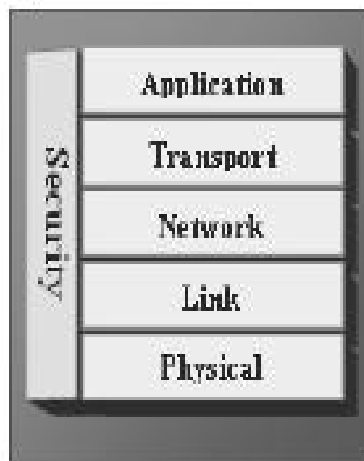 Security
Application
Transport
Network
Link
Physical